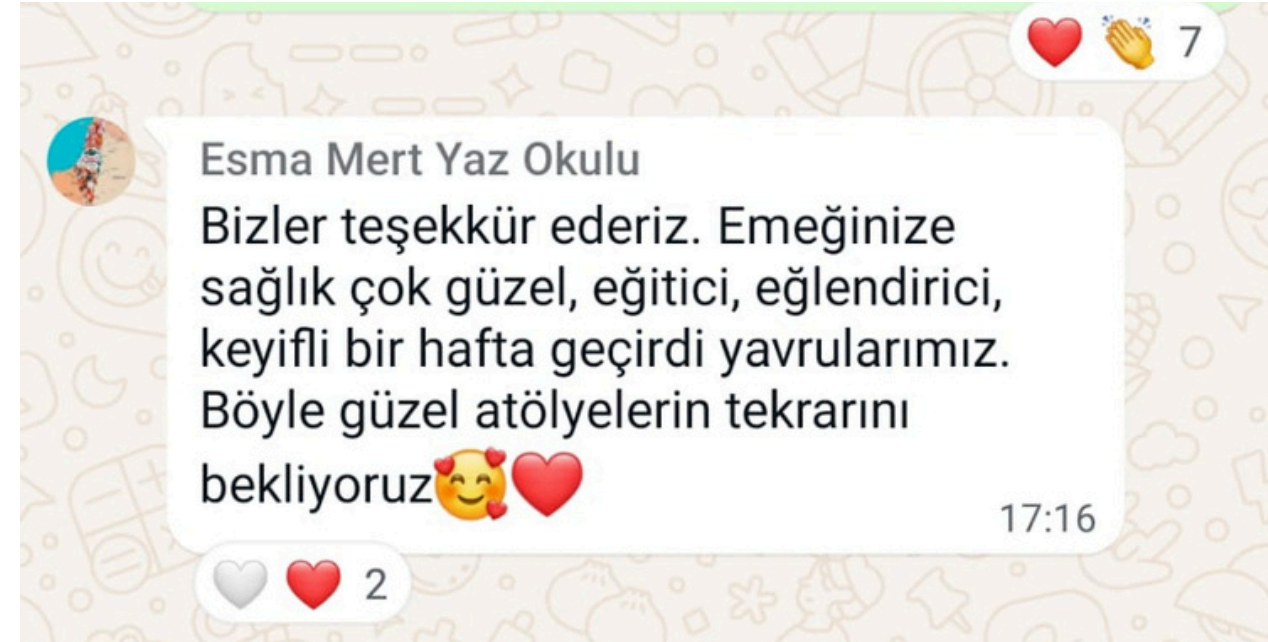 7
Esma Mert Yaz Okulu
Bizler teşekkür ederiz. Emeğinize
sağlık çok güzel, eğitici, eğlendirici,
keyifli bir hafta geçirdi yavrularımız.
Böyle güzel atölyelerin tekrarını
bekliyoruz🥰❤️
17:16
2